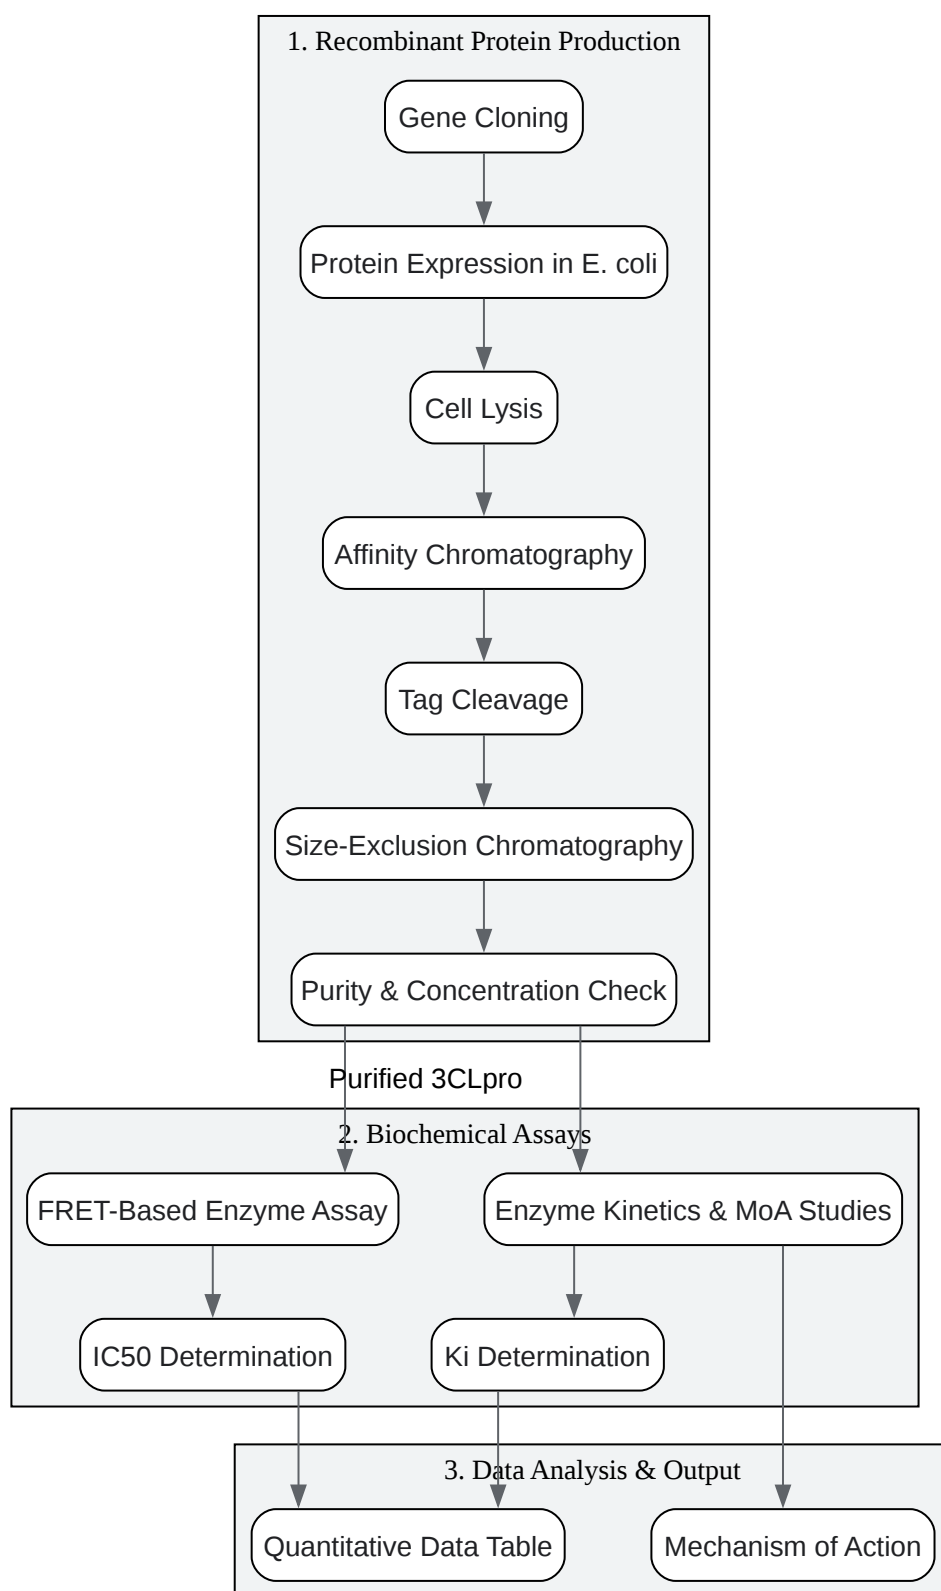 1. Recombinant Protein Production
Gene Cloning
Protein Expression in E. coli
Cell Lysis
Affinity Chromatography
Tag Cleavage
Size-Exclusion Chromatography
Purity & Concentration Check
Purified 3CLpro
2. Biochemical Assays
FRET-Based Enzyme Assay
Enzyme Kinetics & MoA Studies
IC50 Determination
Ki Determination
3. Data Analysis & Output
Quantitative Data Table
Mechanism of Action